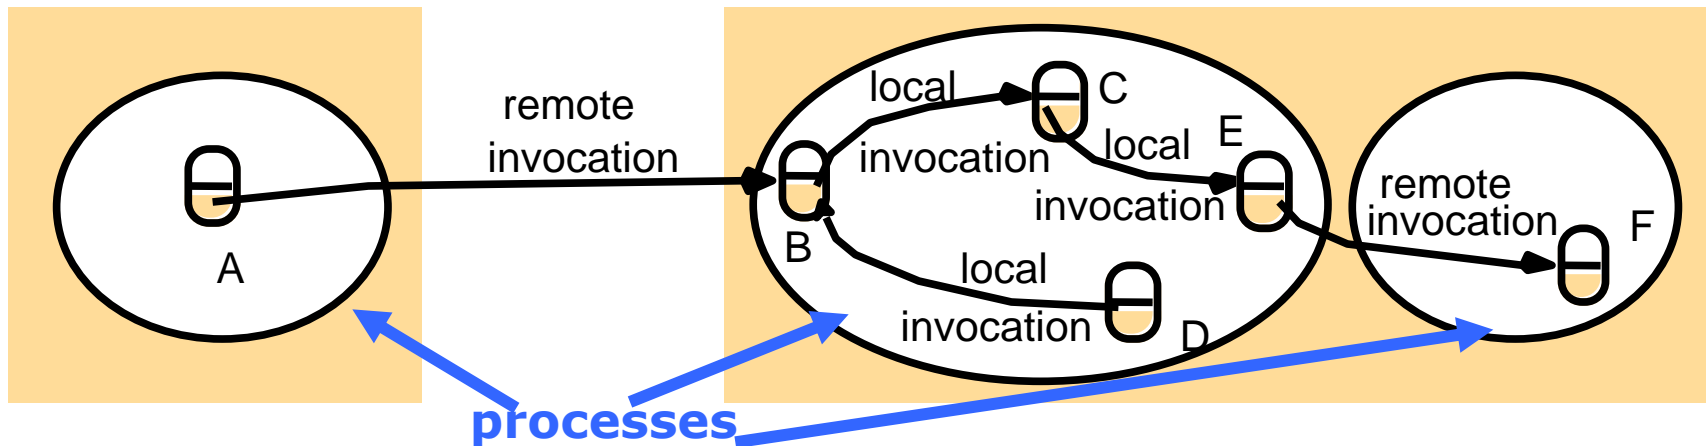 remote
invocation
A
B
local
invocation
C
local
invocation
E
local
invocation
D
remote
invocation
F
processes